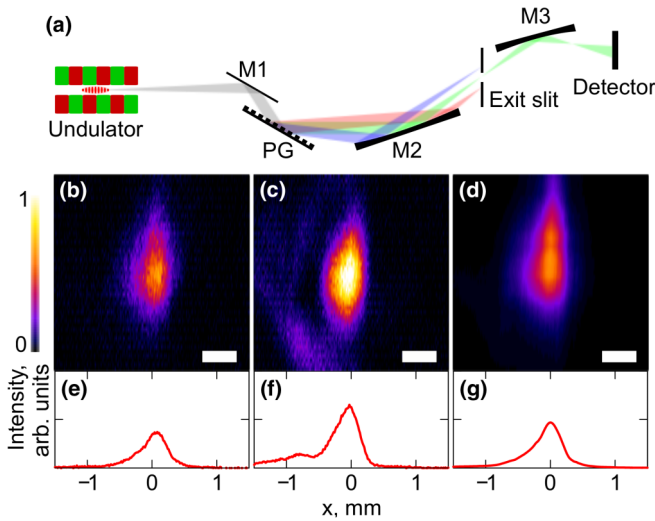 (a)
M3
M1
Exit slit
Detector
Undulator
PG
M2
1
(b)
(c)
(d)
0
Intensity,
arb. units
(e)
(f)
(g)
−1 0 1 −1 0 1 −1 0 1
x, mm